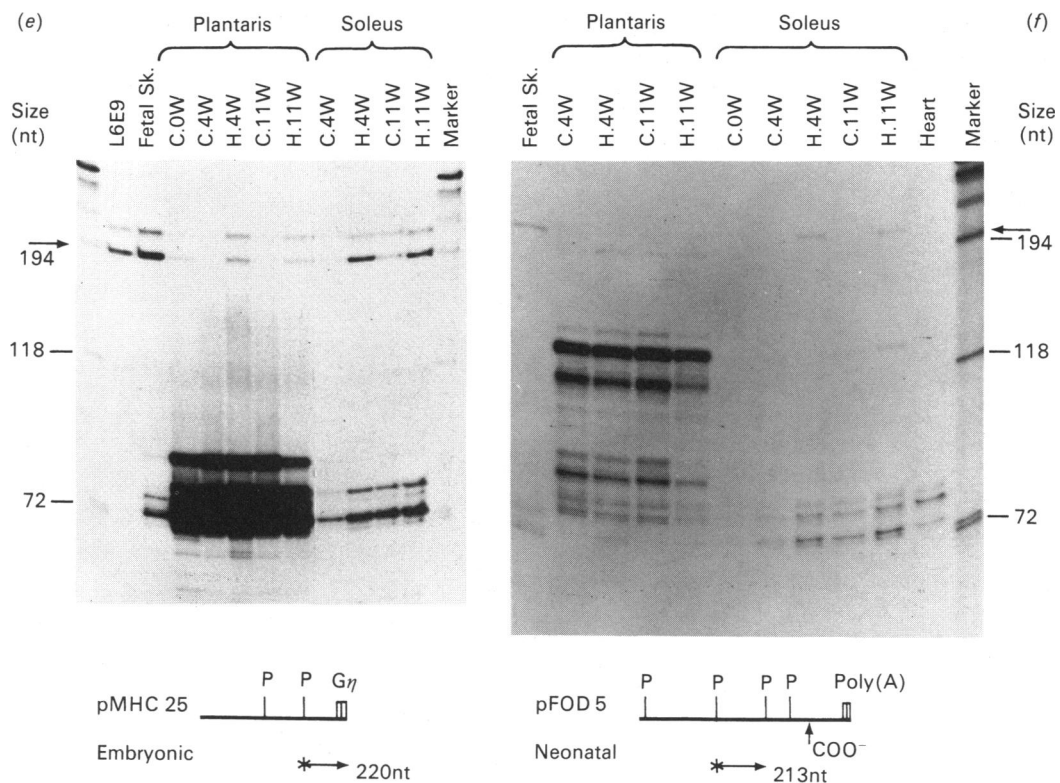 (e)
Plantaris
Soleus
Size
(nt)
L6E9
Fetal Sk.
C.0W
C.4W
H.4W
C.11W
H.11W
C.4W
H.4W
C.11W
H.11W
Marker
194
118
72
pMHC 25
P
P
Gη
Embryonic
220nt
(f)
Plantaris
Soleus
Fetal Sk.
C.4W
H.4W
C.11W
H.11W
C.0W
C.4W
H.4W
C.11W
H.11W
Heart
Marker
Size
(nt)
194
118
72
pFOD 5
P
P
P
P
Poly(A)
COO⁻
Neonatal
213nt